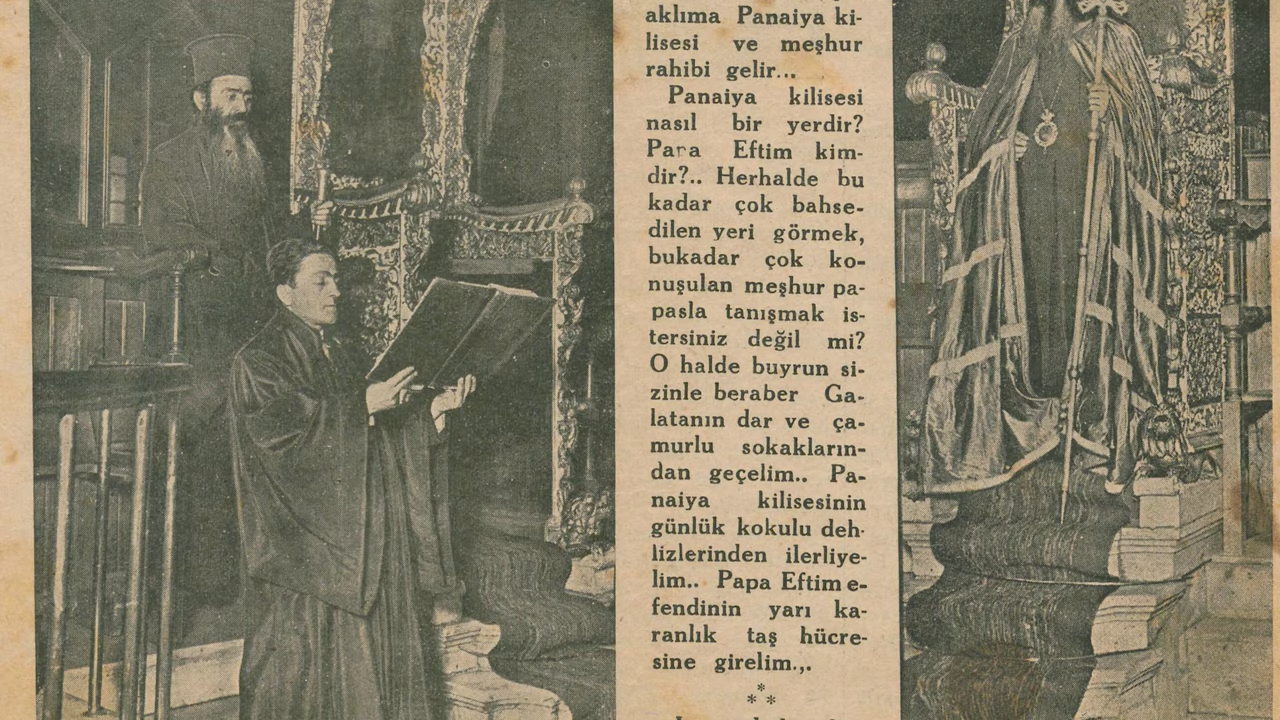 aklıma Panaiya ki-
lisesi ve meşhur
rahibi gelir...
Panaiya kilisesi
nasıl bir yerdir?
Papa Eftim kim-
dir?.. Herhalde bu
kadar çok bahse-
dilen yeri görmek,
bukadar çok ko-
nuşulan meşhur pa-
pasla tanışmak is-
tersiniz değil mi?
O halde buyrun si-
zinle beraber Ga-
latanın dar ve ça-
murlu sokakların-
dan geçelim.. Pa-
naiya kilisesinin
günlük kokulu deh-
lizlerinden ilerliye-
lim.. Papa Eftim e-
fendinin yarı ka-
ranlık taş hücre-
sine girelim.,.
***